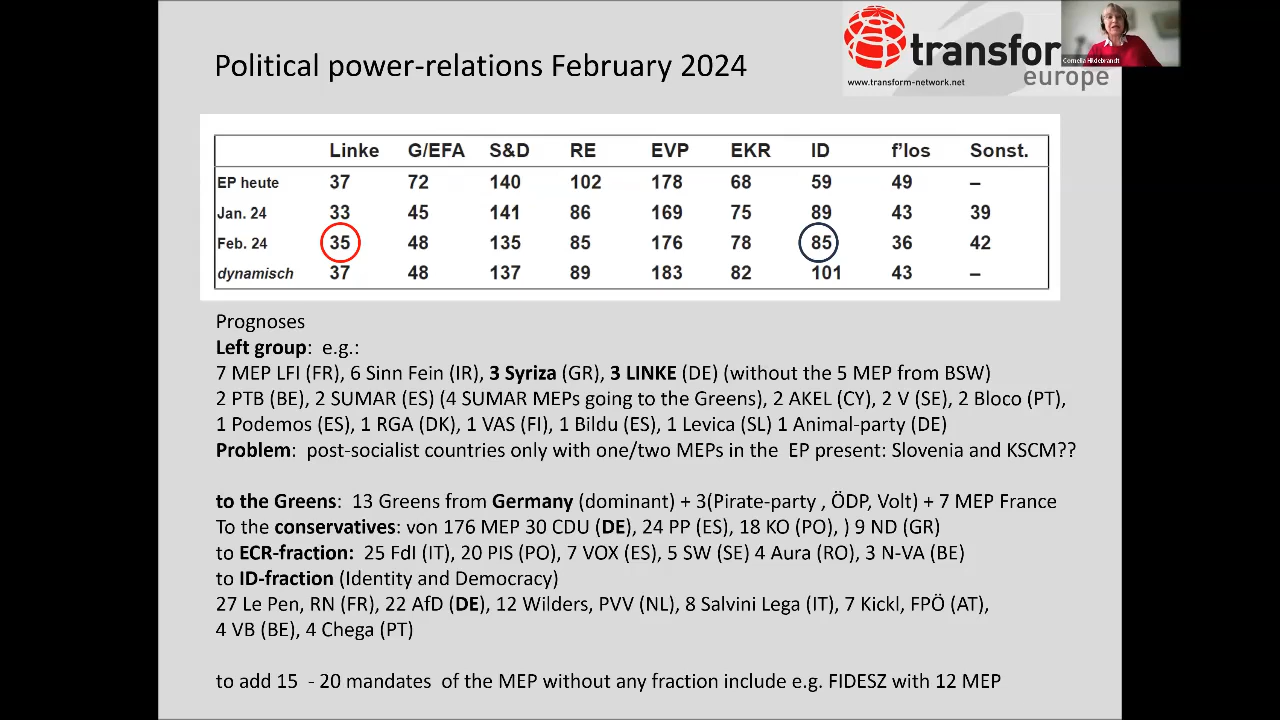 transfor
europe
www.transform-network.net
Cornelia Hildebrandt
Political power-relations February 2024
Linke G/EFA S&D RE EVP EKR ID f'los Sonst.
EP heute 37 72 140 102 178 68 59 49 –
Jan. 24 33 45 141 86 169 75 89 43 39
Feb. 24 35 48 135 85 176 78 85 36 42
dynamisch 37 48 137 89 183 82 101 43 –
Prognoses
Left group: e.g.:
7 MEP LFI (FR), 6 Sinn Fein (IR), 3 Syriza (GR), 3 LINKE (DE) (without the 5 MEP from BSW)
2 PTB (BE), 2 SUMAR (ES) (4 SUMAR MEPs going to the Greens), 2 AKEL (CY), 2 V (SE), 2 Bloco (PT),
1 Podemos (ES), 1 RGA (DK), 1 VAS (FI), 1 Bildu (ES), 1 Levica (SL) 1 Animal-party (DE)
Problem: post-socialist countries only with one/two MEPs in the EP present: Slovenia and KSCM??
to the Greens: 13 Greens from Germany (dominant) + 3(Pirate-party , ÖDP, Volt) + 7 MEP France
To the conservatives: von 176 MEP 30 CDU (DE), 24 PP (ES), 18 KO (PO), ) 9 ND (GR)
to ECR-fraction: 25 FdI (IT), 20 PIS (PO), 7 VOX (ES), 5 SW (SE) 4 Aura (RO), 3 N-VA (BE)
to ID-fraction (Identity and Democracy)
27 Le Pen, RN (FR), 22 AfD (DE), 12 Wilders, PVV (NL), 8 Salvini Lega (IT), 7 Kickl, FPÖ (AT),
4 VB (BE), 4 Chega (PT)
to add 15 - 20 mandates of the MEP without any fraction include e.g. FIDESZ with 12 MEP